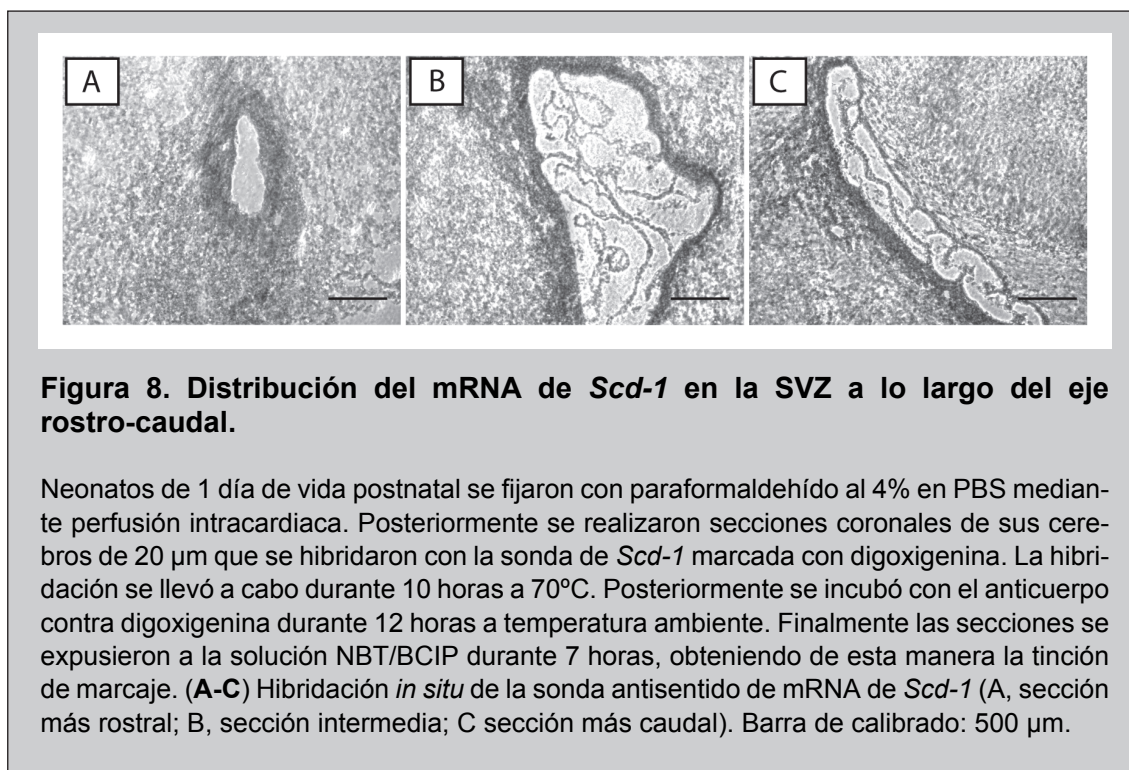 A B C
Figura 8. Distribución del mRNA de Scd-1 en la SVZ a lo largo del eje
rostro-caudal.
Neonatos de 1 día de vida postnatal se fijaron con paraformaldehído al 4% en PBS median-
te perfusión intracardiaca. Posteriormente se realizaron secciones coronales de sus cere-
bros de 20 µm que se hibridaron con la sonda de Scd-1 marcada con digoxigenina. La hibri-
dación se llevó a cabo durante 10 horas a 70ºC. Posteriormente se incubó con el anticuerpo
contra digoxigenina durante 12 horas a temperatura ambiente. Finalmente las secciones se
expusieron a la solución NBT/BCIP durante 7 horas, obteniendo de esta manera la tinción
de marcaje. (A-C) Hibridación in situ de la sonda antisentido de mRNA de Scd-1 (A, sección
más rostral; B, sección intermedia; C sección más caudal). Barra de calibrado: 500 µm.